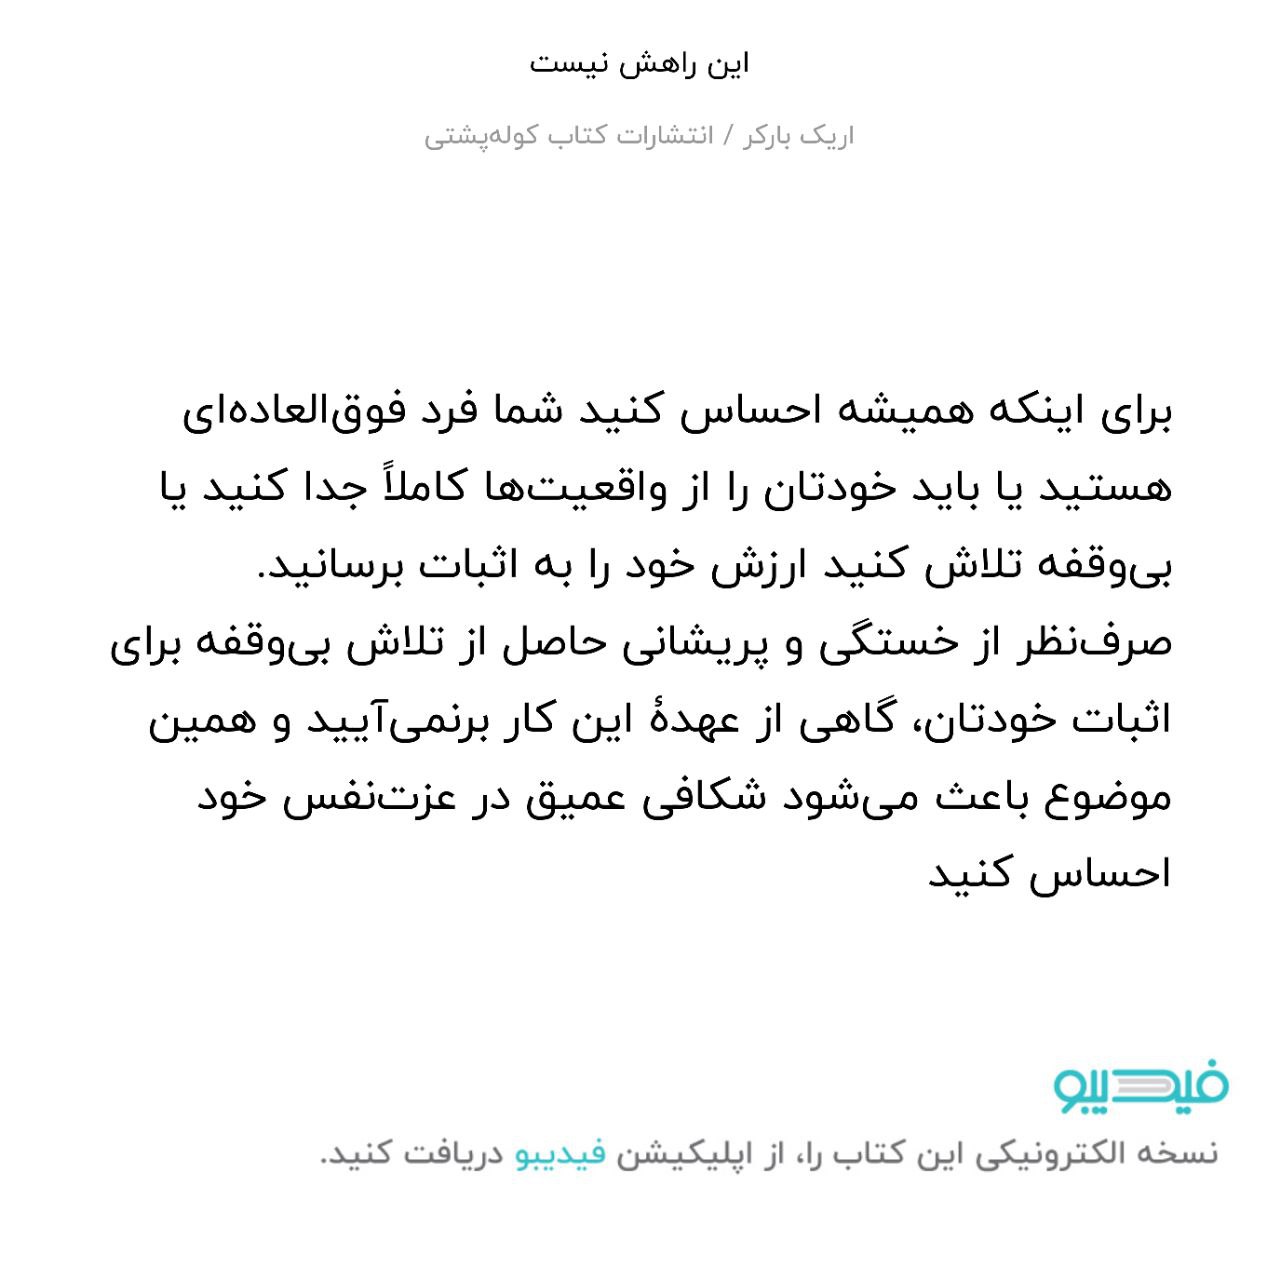 این راهش نیست
اریک بارکر / انتشارات کتاب کوله‌پشتی
برای اینکه همیشه احساس کنید شما فرد فوق‌العاده‌ای
هستید یا باید خودتان را از واقعیت‌ها کاملاً جدا کنید یا
بی‌وقفه تلاش کنید ارزش خود را به اثبات برسانید.
صرف‌نظر از خستگی و پریشانی حاصل از تلاش بی‌وقفه برای
اثبات خودتان، گاهی از عهدهٔ این کار برنمی‌آیید و همین
موضوع باعث می‌شود شکافی عمیق در عزت‌نفس خود
احساس کنید
فیدیبو
نسخه الکترونیکی این کتاب را، از اپلیکیشن فیدیبو دریافت کنید.